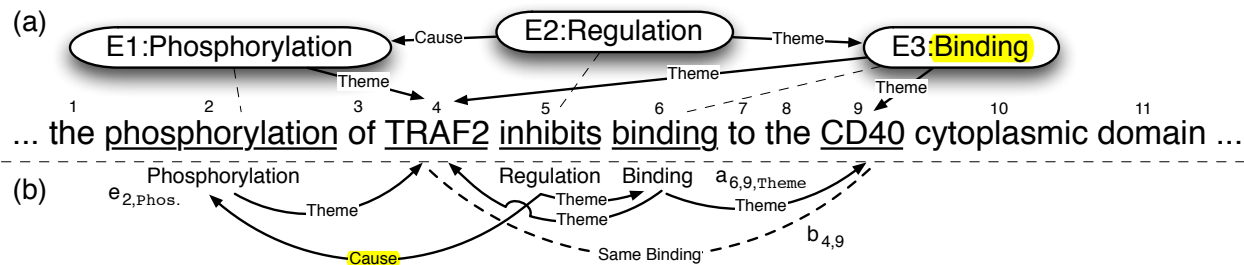 (a)
E1:Phosphorylation Cause E2:Regulation Theme E3:Binding
Theme Theme Theme
1 2 3 4 5 6 7 8 9 10 11
... the phosphorylation of TRAF2 inhibits binding to the CD40 cytoplasmic domain ...
(b)
Phosphorylation Regulation Binding a6,9,Theme
e2,Phos. Theme Theme Theme Theme
b4,9
Cause Same Binding